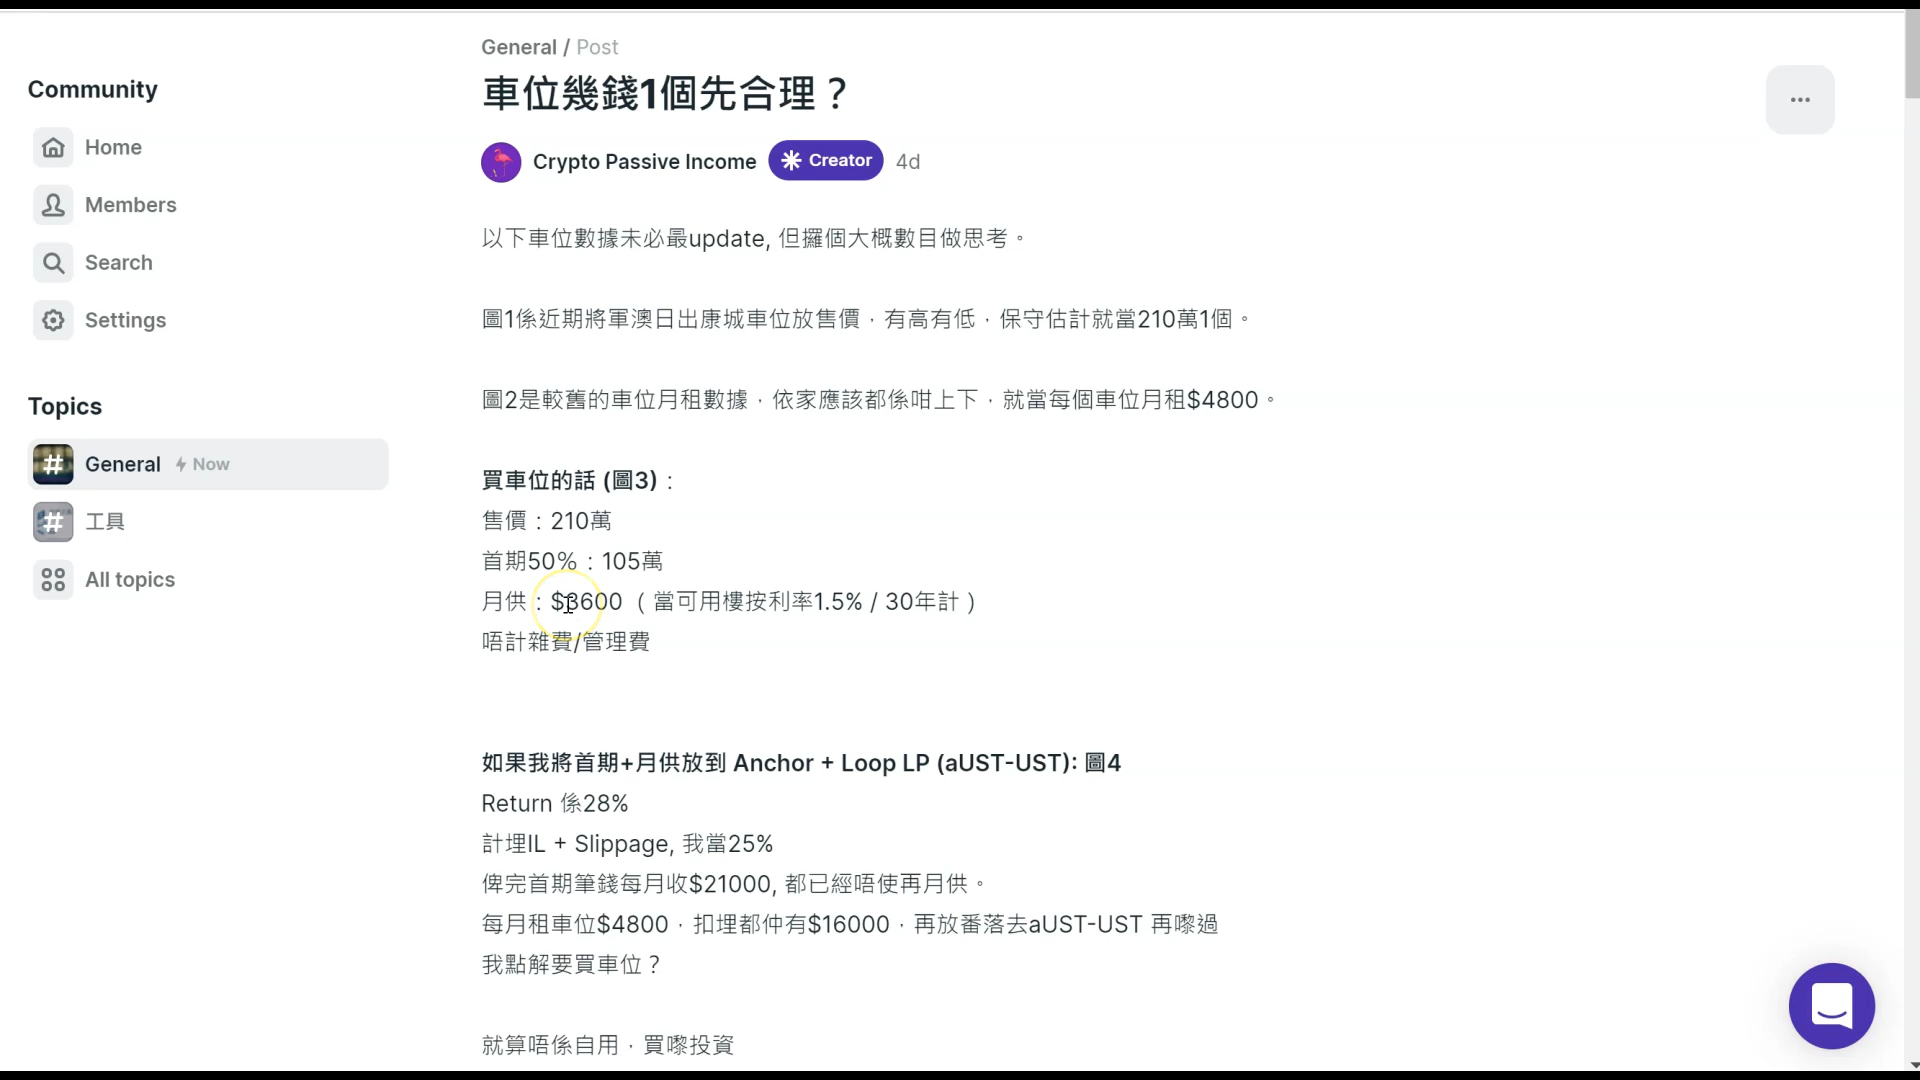 General / Post
車位幾錢1個先合理？
Community
Home
Members
Search
Settings
Topics
# General Now
# 工具
All topics
Crypto Passive Income Creator 4d
以下車位數據未必最update, 但攞個大概數目做思考。
圖1係近期將軍澳日出康城車位放售價，有高有低，保守估計就當210萬1個。
圖2是較舊的車位月租數據，依家應該都係咁上下，就當每個車位月租$4800。
買車位的話 (圖3)：
售價：210萬
首期50%：105萬
月供：$3600（當可用樓按利率1.5% / 30年計）
唔計雜費/管理費
如果我將首期+月供放到 Anchor + Loop LP (aUST-UST): 圖4
Return 係28%
計埋IL + Slippage, 我當25%
俾完首期筆錢每月收$21000, 都已經唔使再月供。
每月租車位$4800，扣埋都仲有$16000，再放番落去aUST-UST 再嚟過
我點解要買車位？
就算唔係自用，買嚟投資